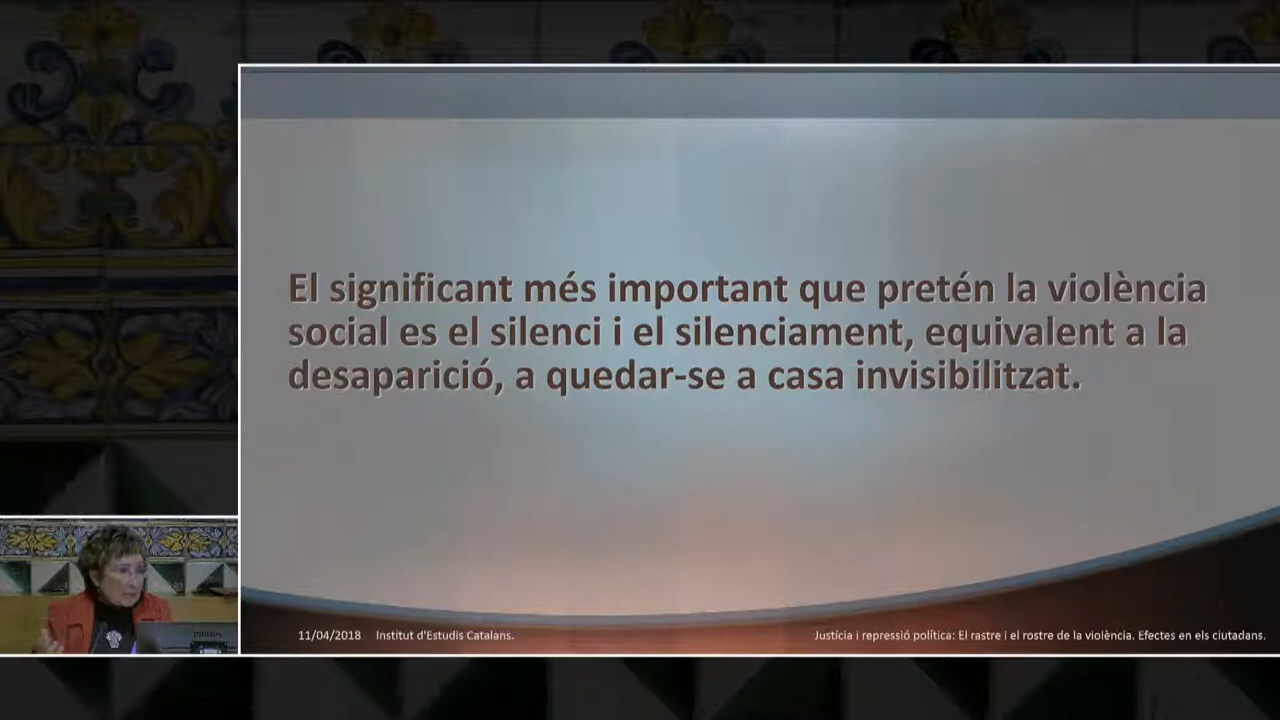 El significant més important que pretén la violència
social es el silenci i el silenciament, equivalent a la
desaparició, a quedar-se a casa invisibilitzat.
11/04/2018 Institut d'Estudis Catalans.
Justícia i repressió política: El rastre i el rostre de la violència. Efectes en els ciutadans.
PHILIPS